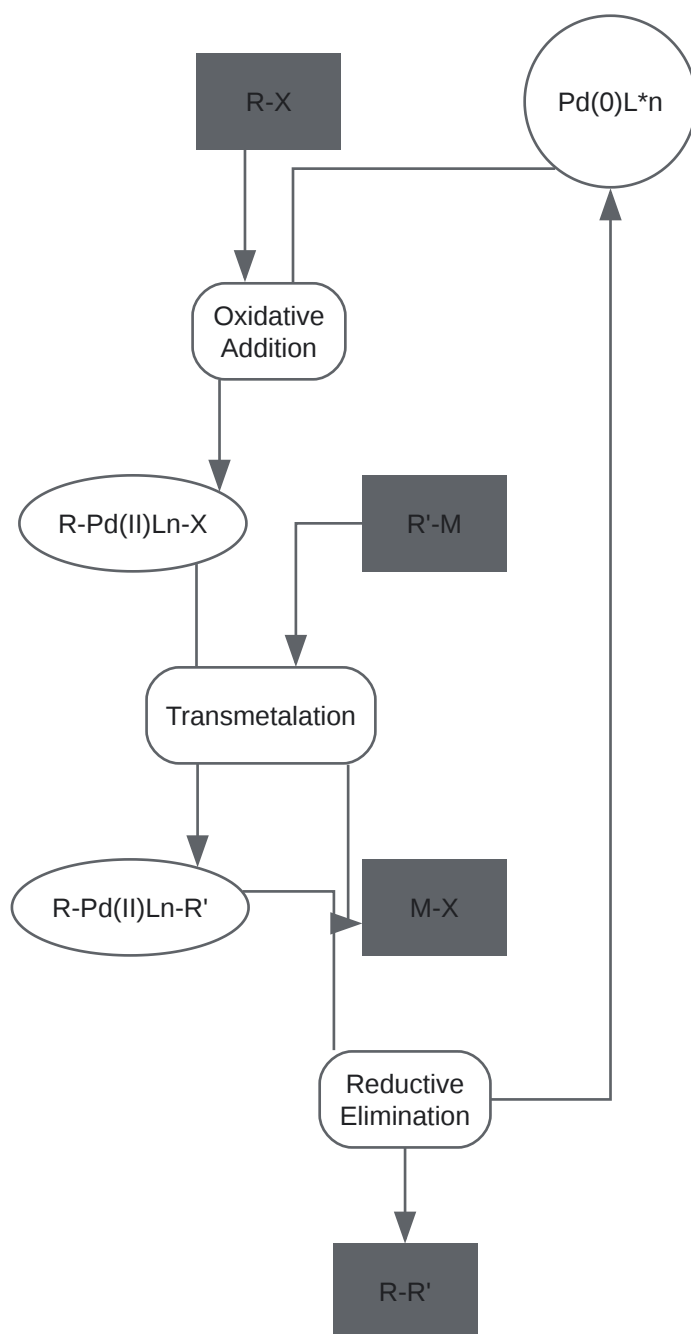 R-X
Pd(0)L*n
Oxidative
Addition
R-Pd(II)Ln-X
R'-M
Transmetalation
R-Pd(II)Ln-R'
M-X
Reductive
Elimination
R-R'